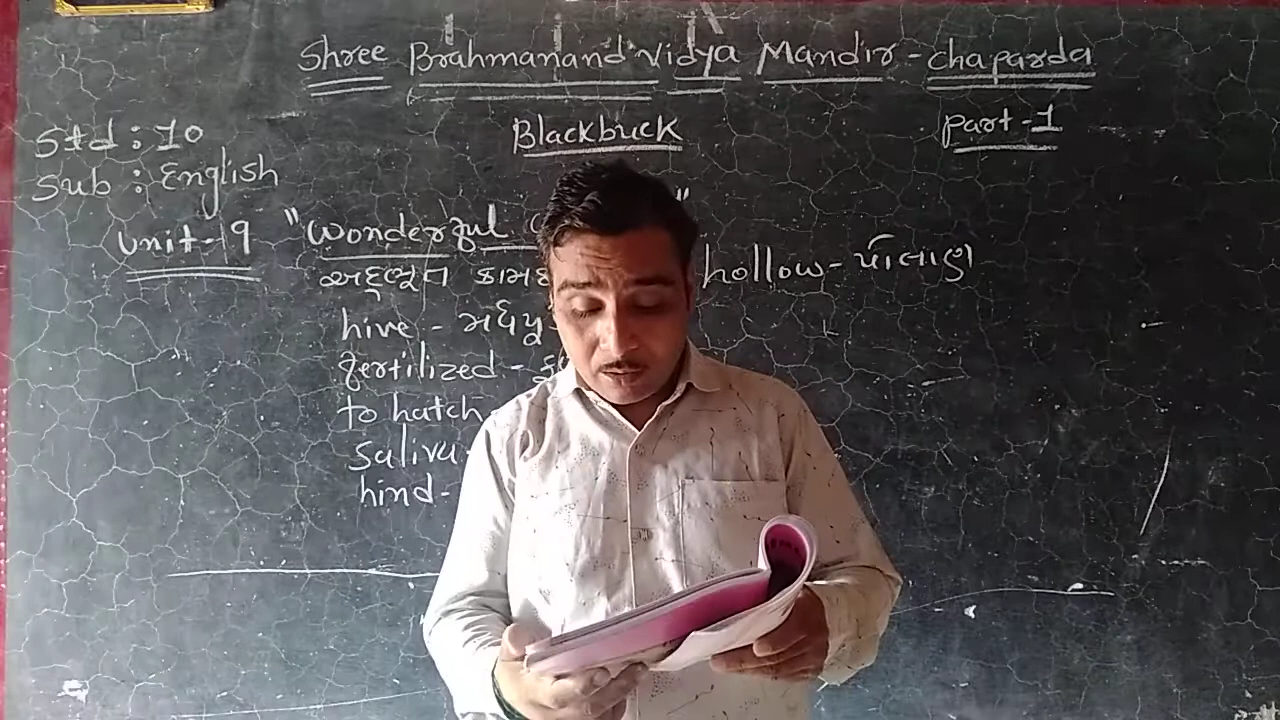 Shree Brahmanand Vidya Mandir - Chaparda
Std : 10
Blackbuck
Part - 1
Sub : English
Unit - 9 "Wonderful
અદ્ભૂત
hollow - પોલાણ
hive -
fertilized -
to hatch
saliva
hind -